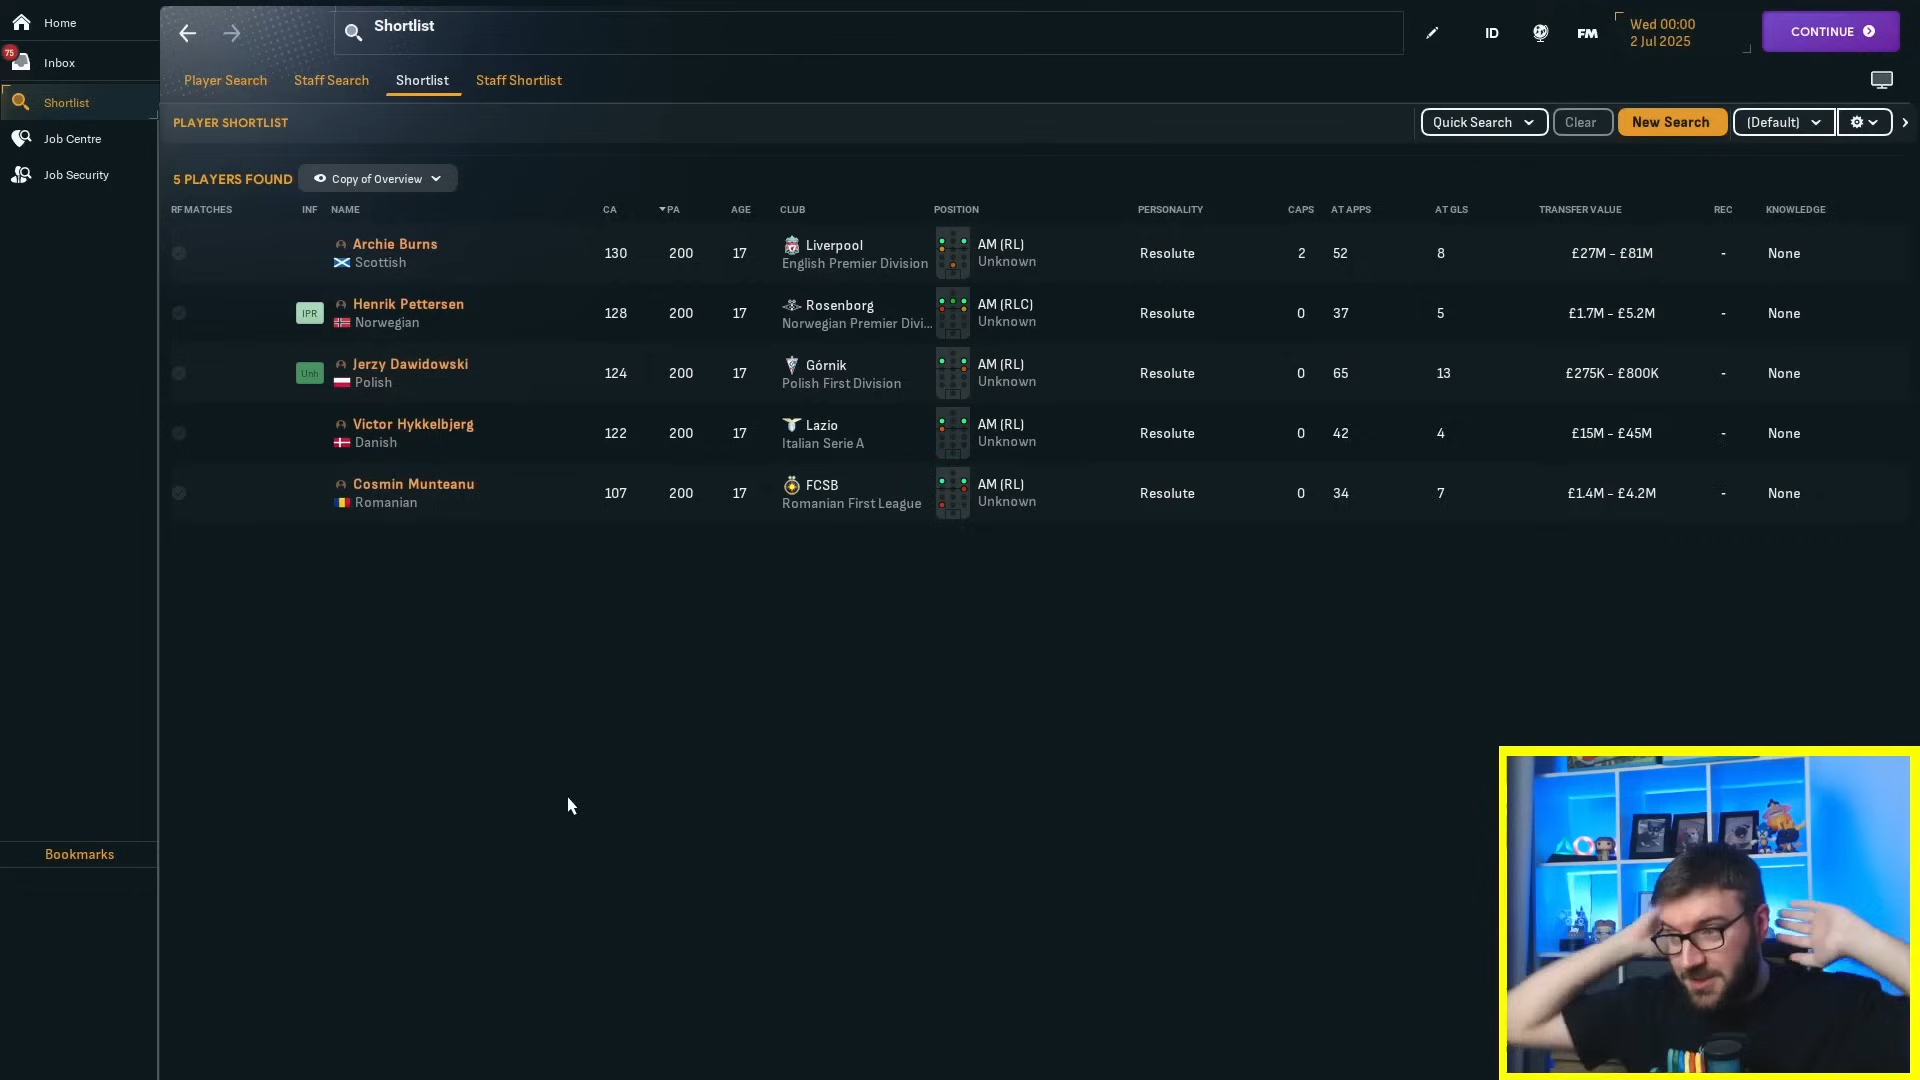 Home
Inbox
75
Shortlist
Job Centre
Job Security
Bookmarks
Shortlist
ID
FM
Wed 00:00
2 Jul 2025
CONTINUE
Player Search
Staff Search
Shortlist
Staff Shortlist
PLAYER SHORTLIST
Quick Search
Clear
New Search
(Default)
5 PLAYERS FOUND
Copy of Overview
RF MATCHES INF NAME CA PA AGE CLUB POSITION PERSONALITY CAPS AT APPS AT GLS TRANSFER VALUE REC KNOWLEDGE
Archie Burns 130 200 17 Liverpool AM (RL) Resolute 2 52 8 £27M - £81M - None
Scottish English Premier Division Unknown
IPR Henrik Pettersen 128 200 17 Rosenborg AM (RLC) Resolute 0 37 5 £1.7M - £5.2M - None
Norwegian Norwegian Premier Divi... Unknown
Unh Jerzy Dawidowski 124 200 17 Górnik AM (RL) Resolute 0 65 13 £275K - £800K - None
Polish Polish First Division Unknown
Victor Hykkelbjerg 122 200 17 Lazio AM (RL) Resolute 0 42 4 £15M - £45M - None
Danish Italian Serie A Unknown
Cosmin Munteanu 107 200 17 FCSB AM (RL) Resolute 0 34 7 £1.4M - £4.2M - None
Romanian Romanian First League Unknown